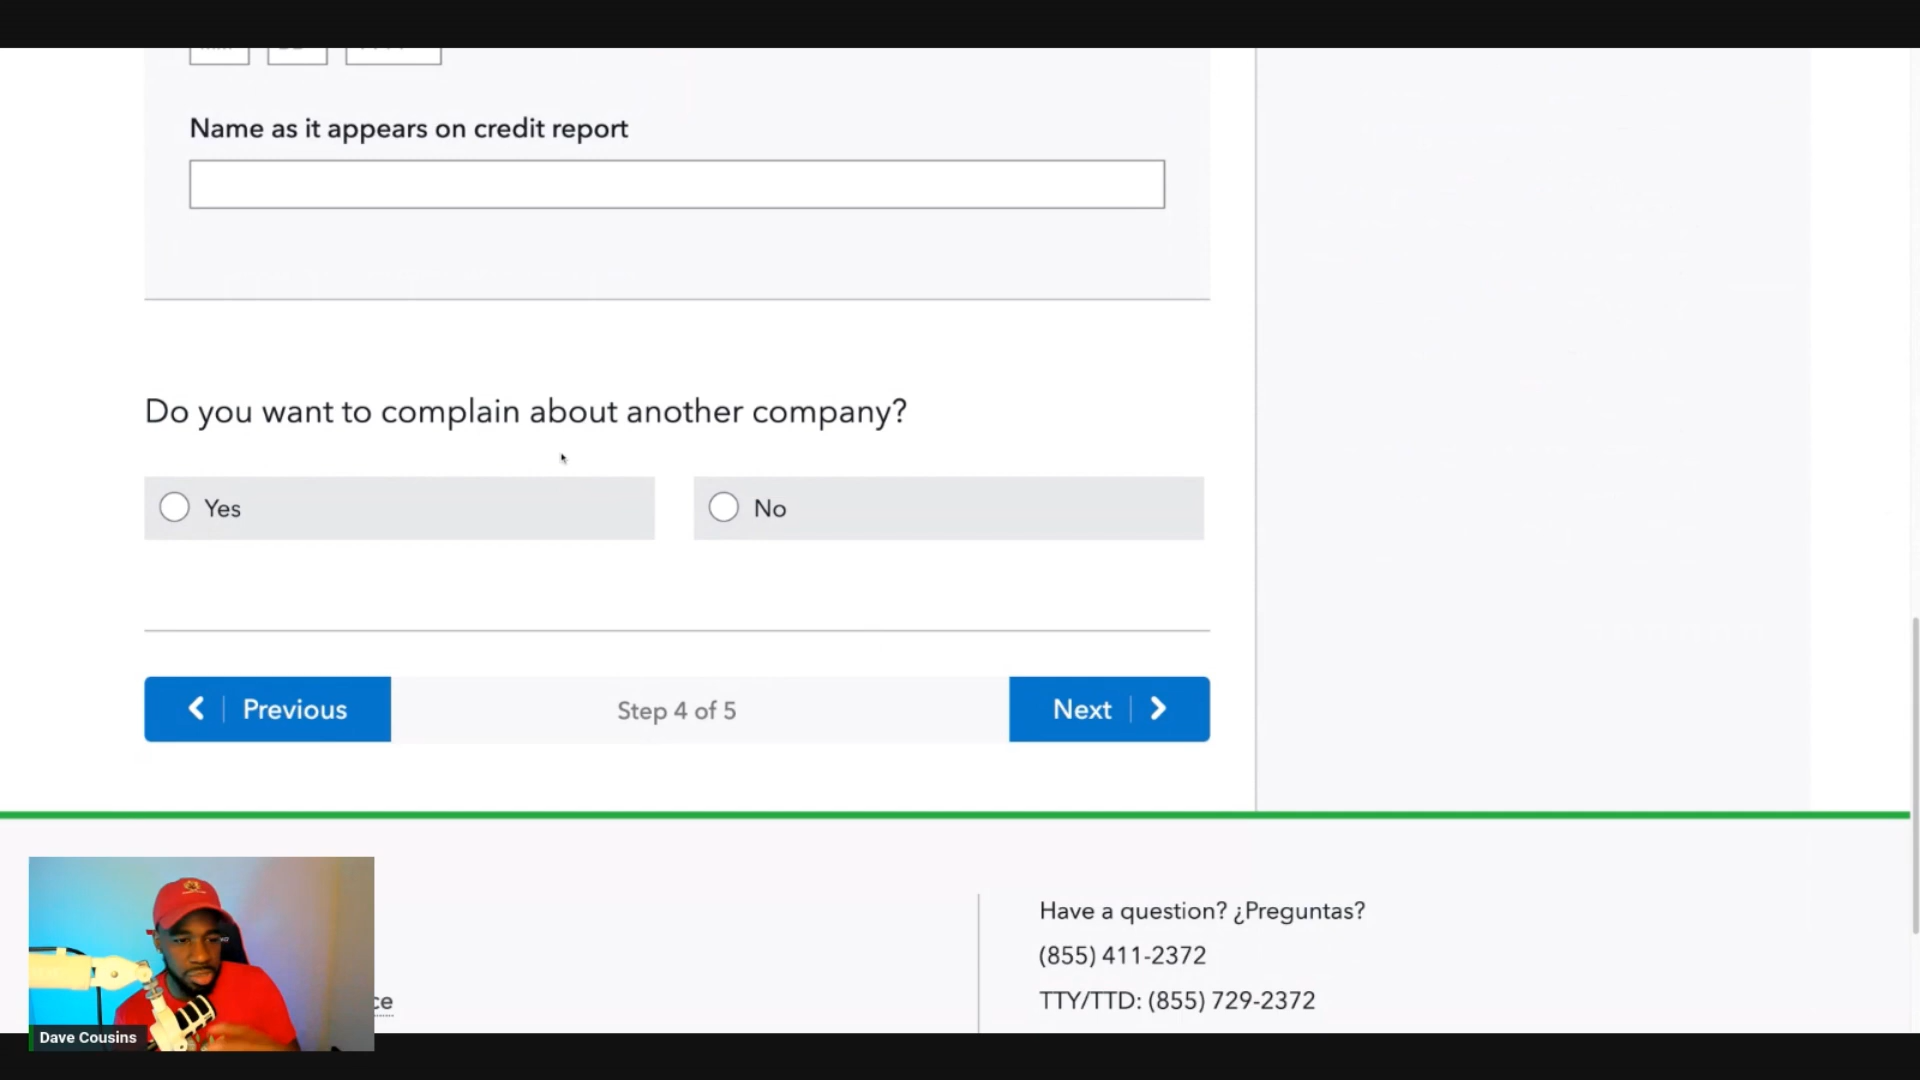 Name as it appears on credit report
Do you want to complain about another company?
Yes
No
Previous
Step 4 of 5
Next
Have a question? ¿Preguntas?
(855) 411-2372
TTY/TTD: (855) 729-2372
ce
Dave Cousins